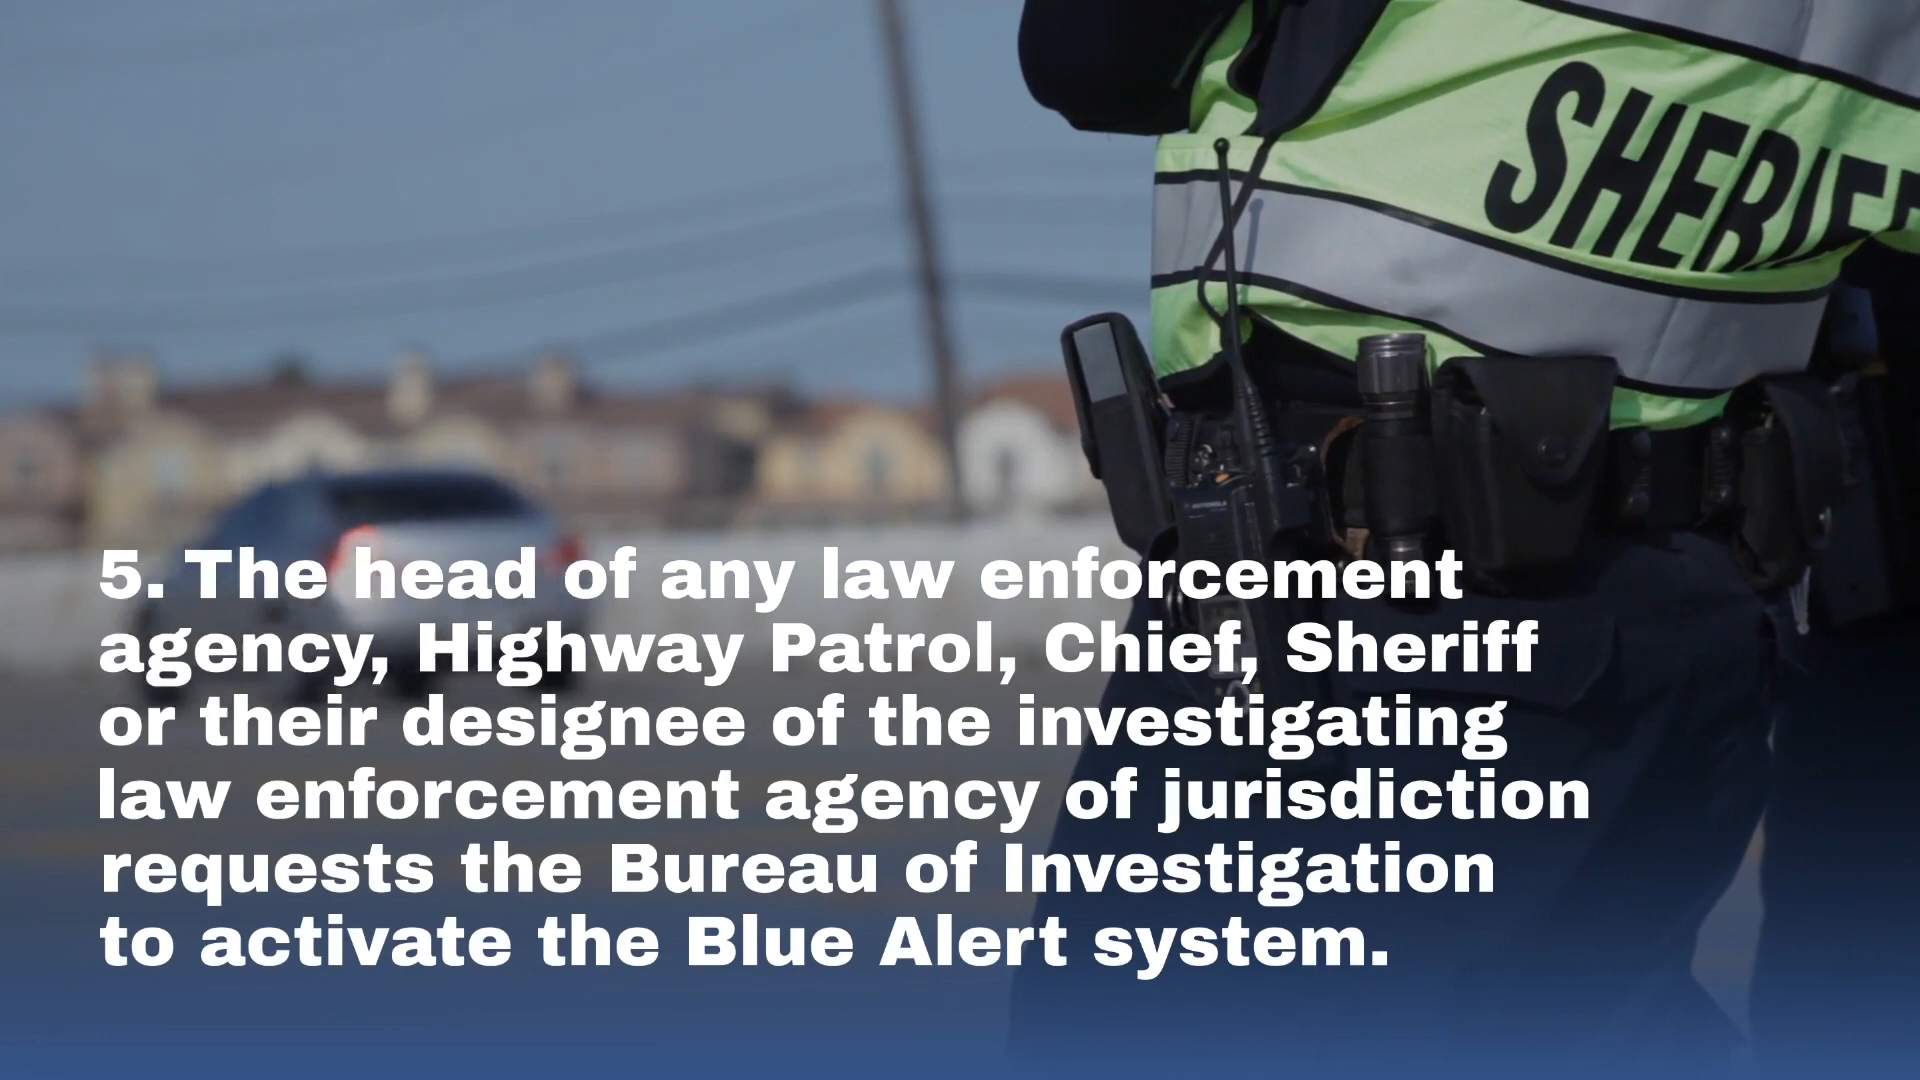 SHERIFF
5. The head of any law enforcement
agency, Highway Patrol, Chief, Sheriff
or their designee of the investigating
law enforcement agency of jurisdiction
requests the Bureau of Investigation
to activate the Blue Alert system.